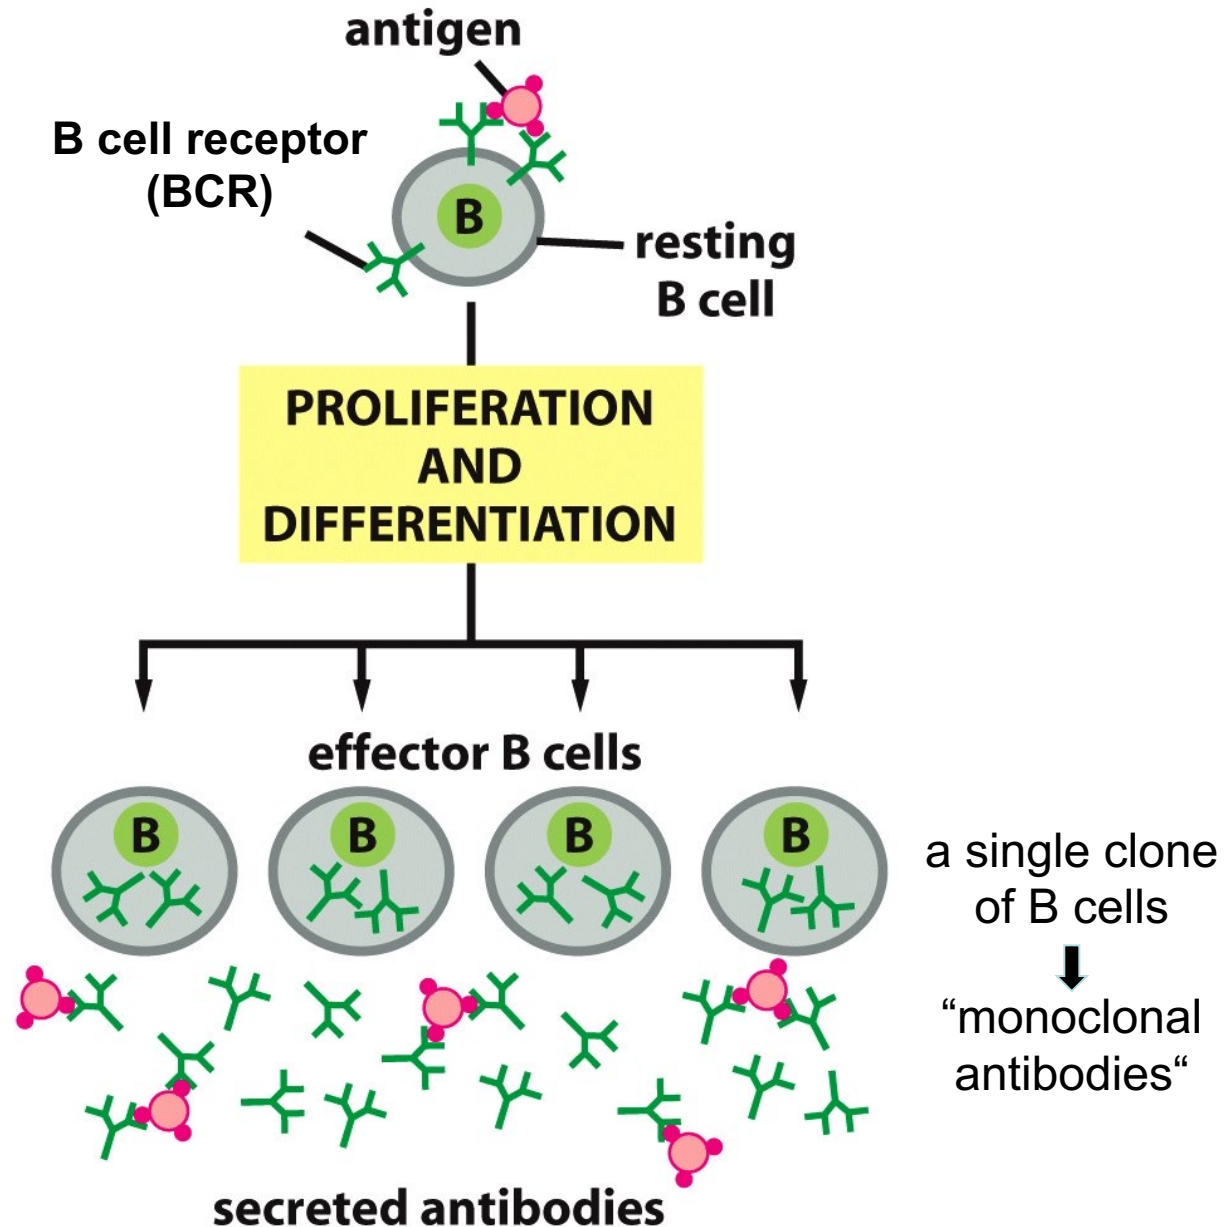 antigen
B cell receptor
(BCR)
B
resting
B cell
PROLIFERATION
AND
DIFFERENTIATION
effector B cells
B
B
B
B
a single clone
of B cells
“monoclonal
antibodies“
secreted antibodies